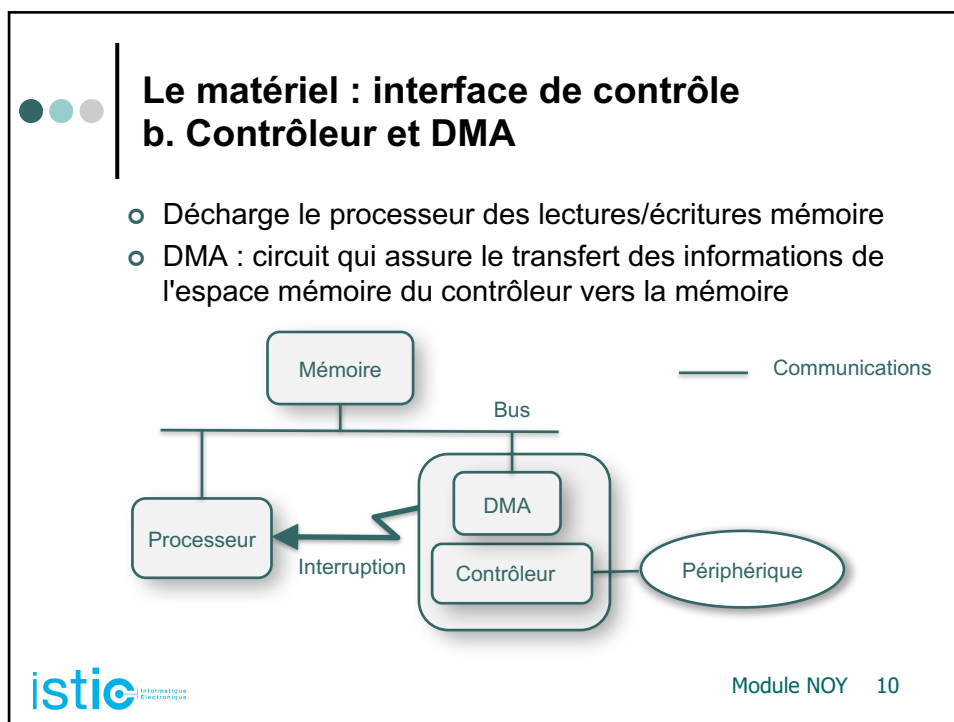 Le matériel : interface de contrôle
b. Contrôleur et DMA
Décharge le processeur des lectures/écritures mémoire
DMA : circuit qui assure le transfert des informations de
l'espace mémoire du contrôleur vers la mémoire
Mémoire
Communications
Bus
DMA
Processeur
Interruption
Contrôleur
Périphérique
istic Informatique
Électronique
Module NOY 10